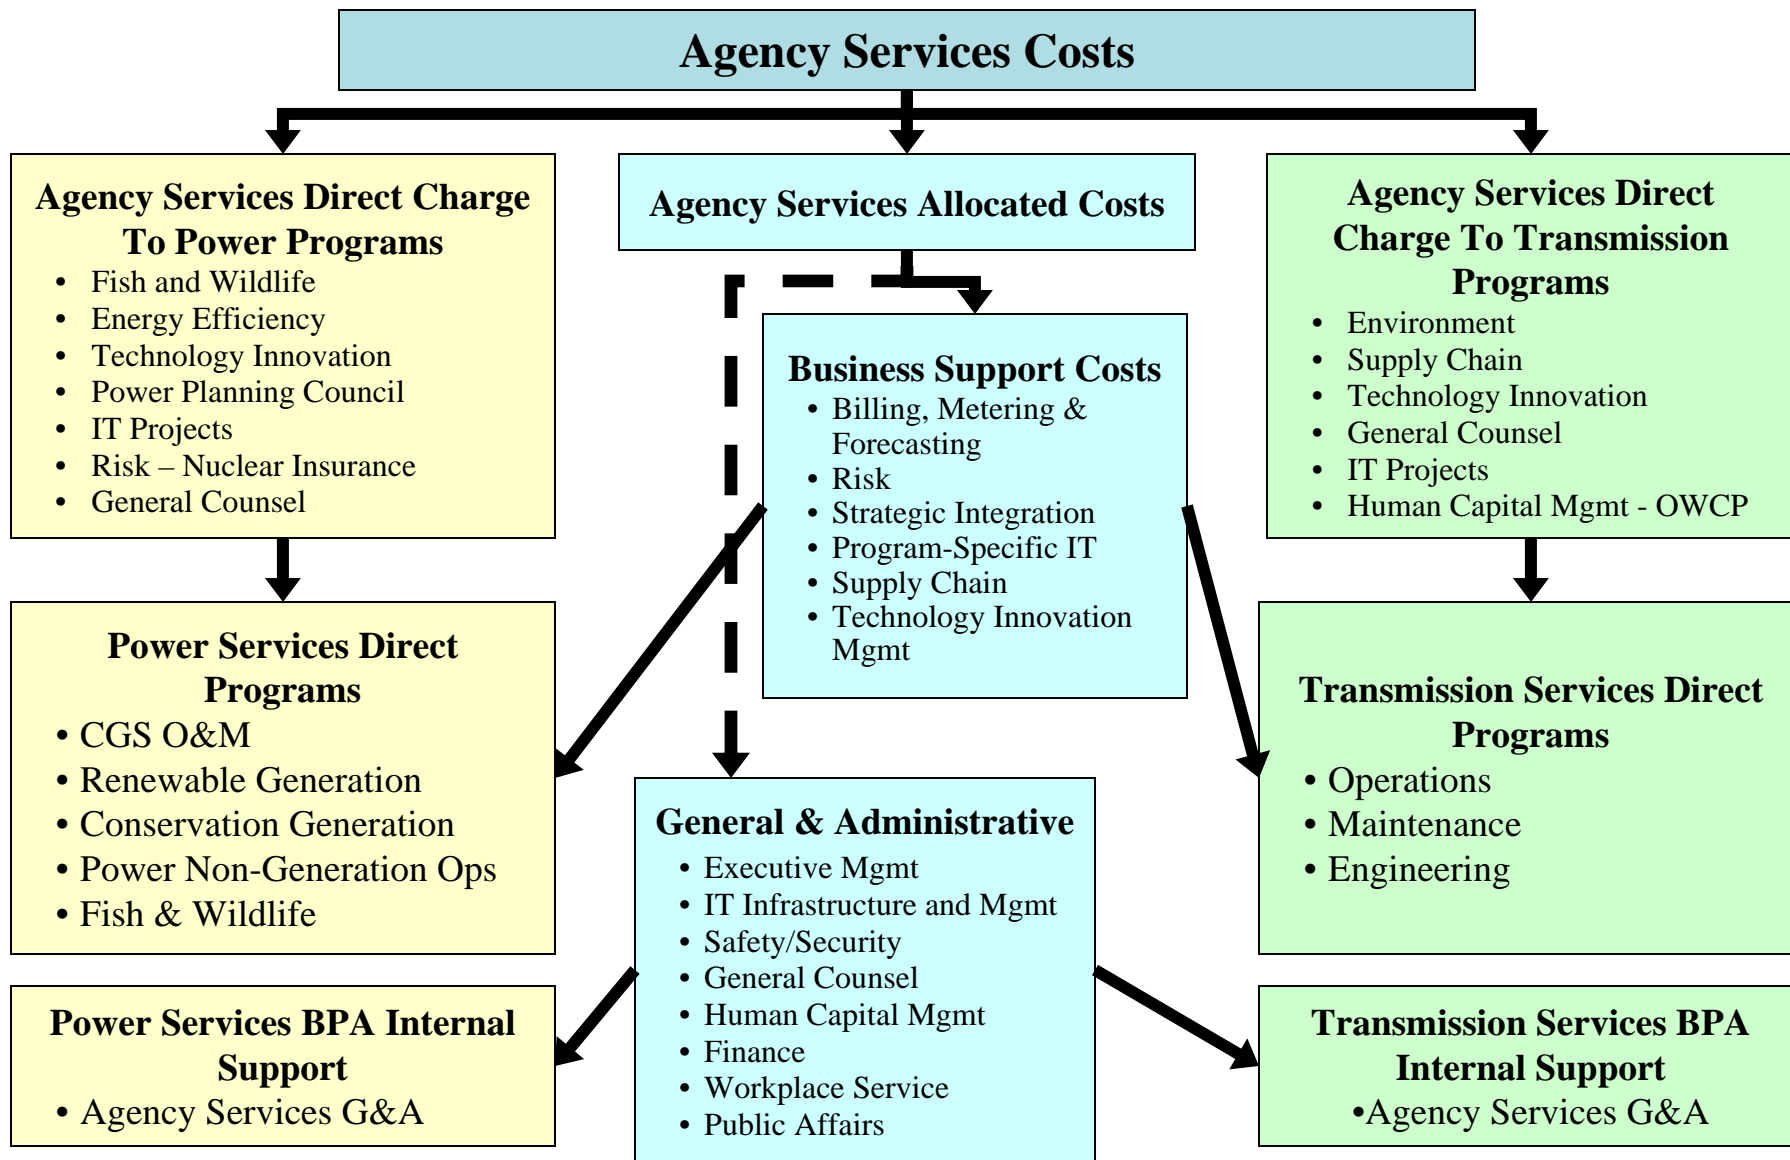 Agency Services Costs
Agency Services Direct Charge
To Power Programs
• Fish and Wildlife
• Energy Efficiency
• Technology Innovation
• Power Planning Council
• IT Projects
• Risk – Nuclear Insurance
• General Counsel
Agency Services Allocated Costs
Agency Services Direct
Charge To Transmission
Programs
• Environment
• Supply Chain
• Technology Innovation
• General Counsel
• IT Projects
• Human Capital Mgmt - OWCP
Business Support Costs
• Billing, Metering &
Forecasting
• Risk
• Strategic Integration
• Program-Specific IT
• Supply Chain
• Technology Innovation
Mgmt
Power Services Direct
Programs
• CGS O&M
• Renewable Generation
• Conservation Generation
• Power Non-Generation Ops
• Fish & Wildlife
Transmission Services Direct
Programs
• Operations
• Maintenance
• Engineering
General & Administrative
• Executive Mgmt
• IT Infrastructure and Mgmt
• Safety/Security
• General Counsel
• Human Capital Mgmt
• Finance
• Workplace Service
• Public Affairs
Power Services BPA Internal
Support
• Agency Services G&A
Transmission Services BPA
Internal Support
•Agency Services G&A